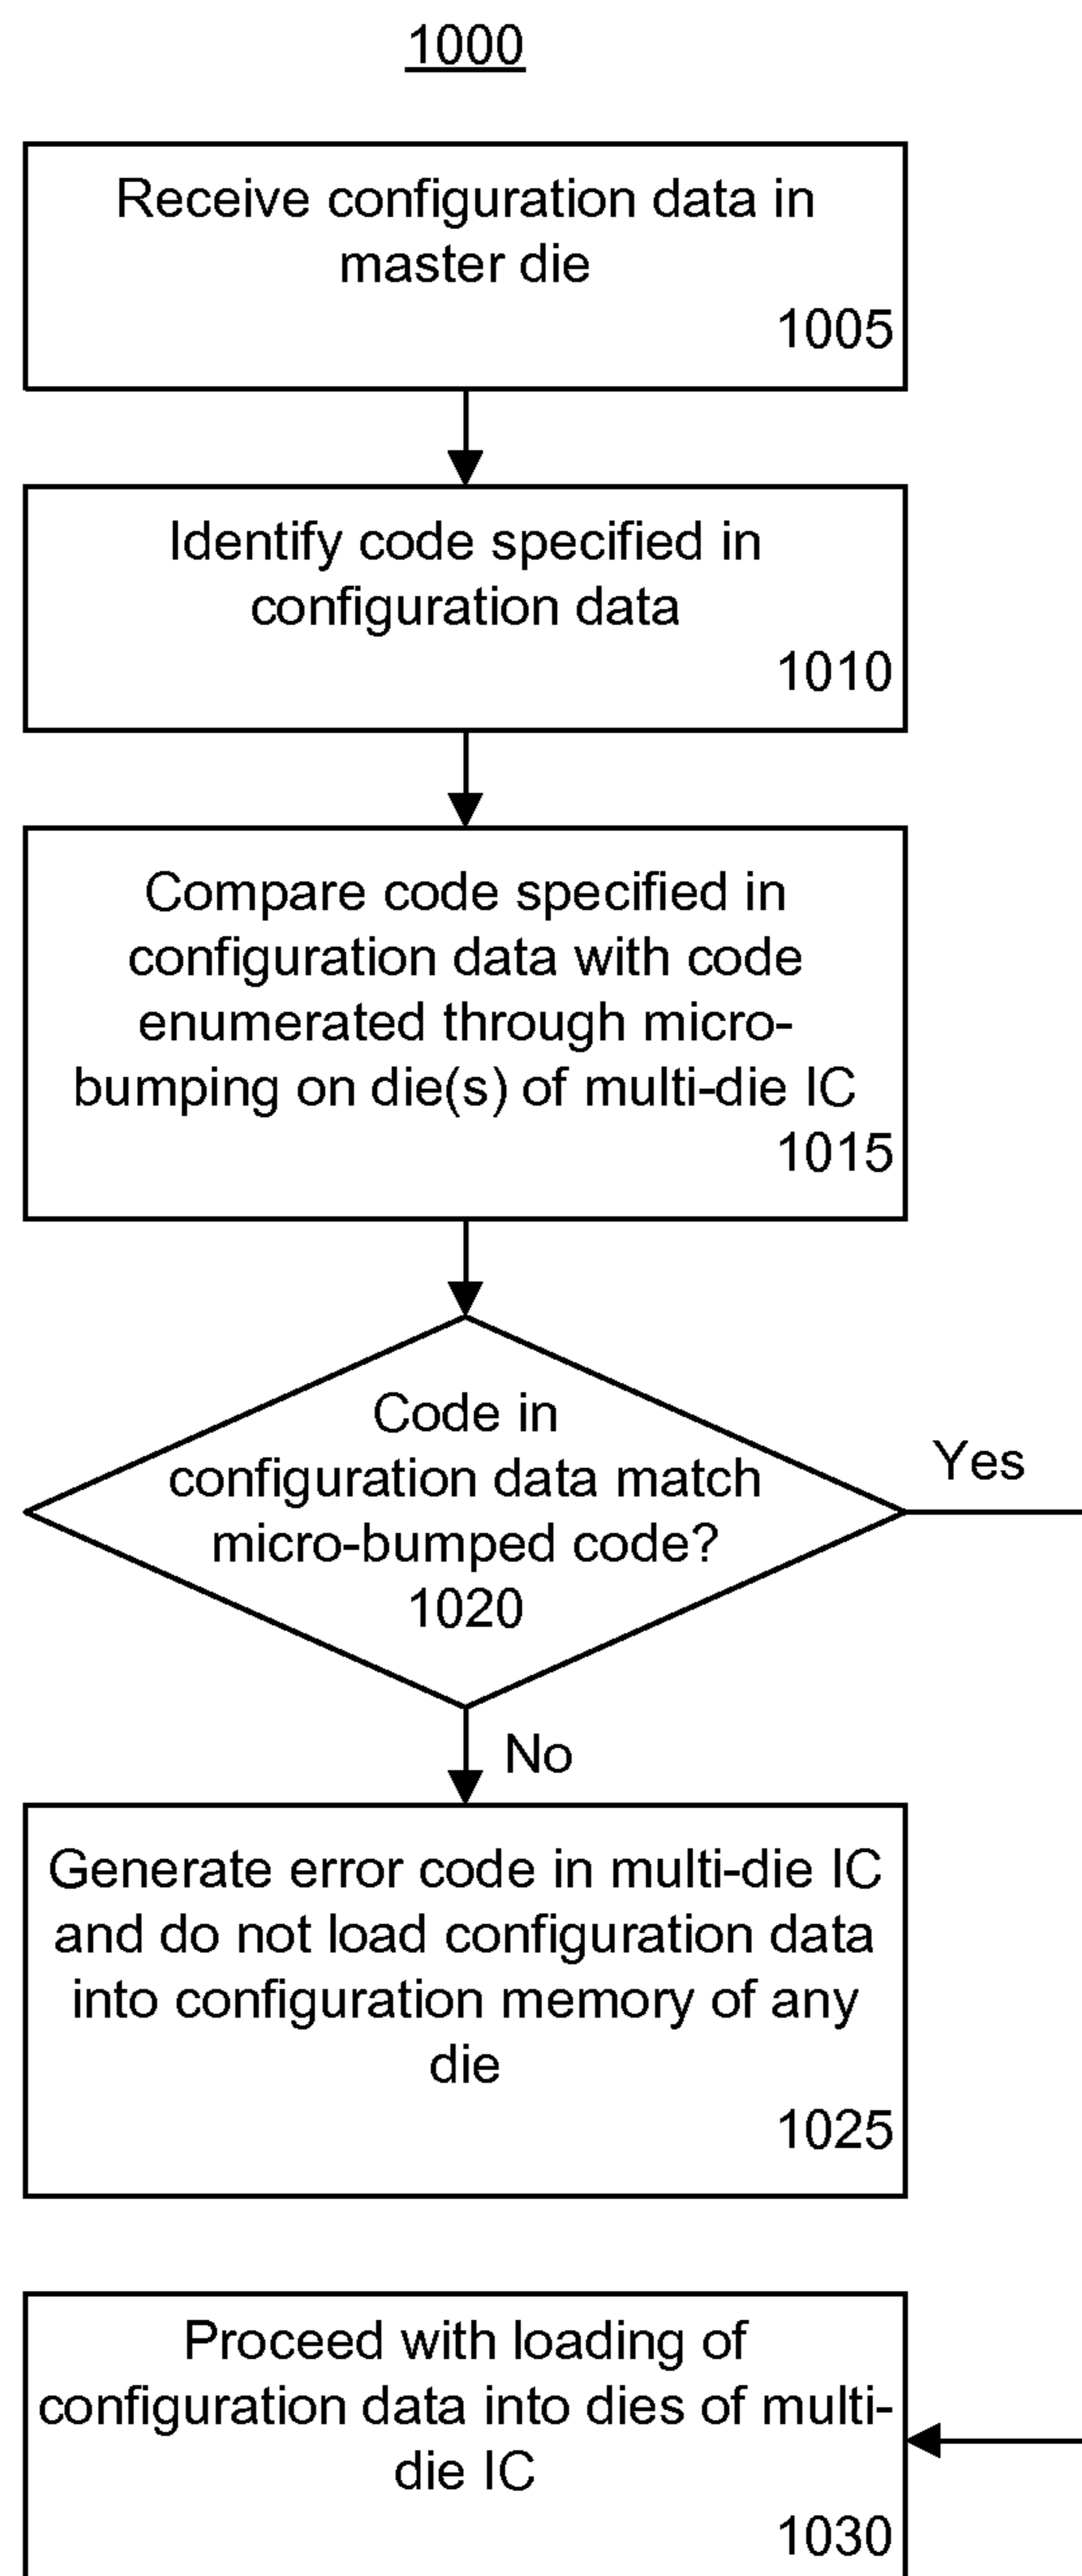 1000
Receive configuration data in
master die
1005
Identify code specified in
configuration data
1010
Compare code specified in
configuration data with code
enumerated through micro-
bumping on die(s) of multi-die IC
1015
Code in
configuration data match
micro-bumped code?
1020
Yes
No
Generate error code in multi-die IC
and do not load configuration data
into configuration memory of any
die
1025
Proceed with loading of
configuration data into dies of multi-
die IC
1030